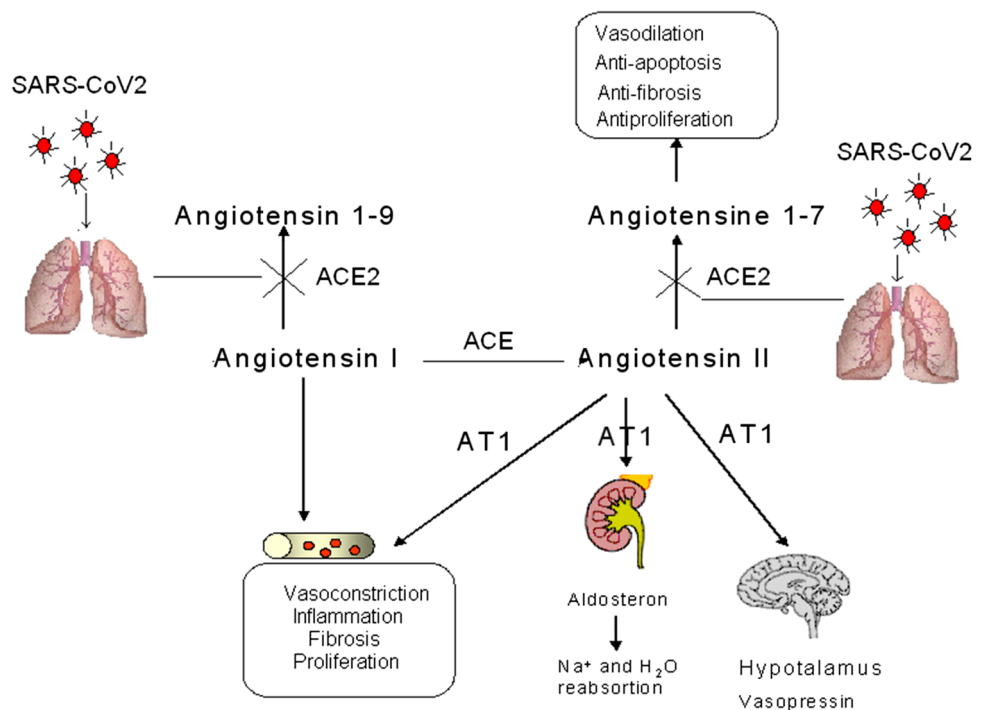 Vasodilation
Anti-apoptosis
Anti-fibrosis
Antiproliferation
SARS-CoV2
SARS-CoV2
Angiotensin 1-9
Angiotensine 1-7
ACE2
ACE2
ACE
Angiotensin I
Angiotensin II
AT1
AT1
AT1
Vasoconstriction
Inflammation
Fibrosis
Proliferation
Aldosteron
Na⁺ and H₂O
reabsortion
Hypotalamus
Vasopressin